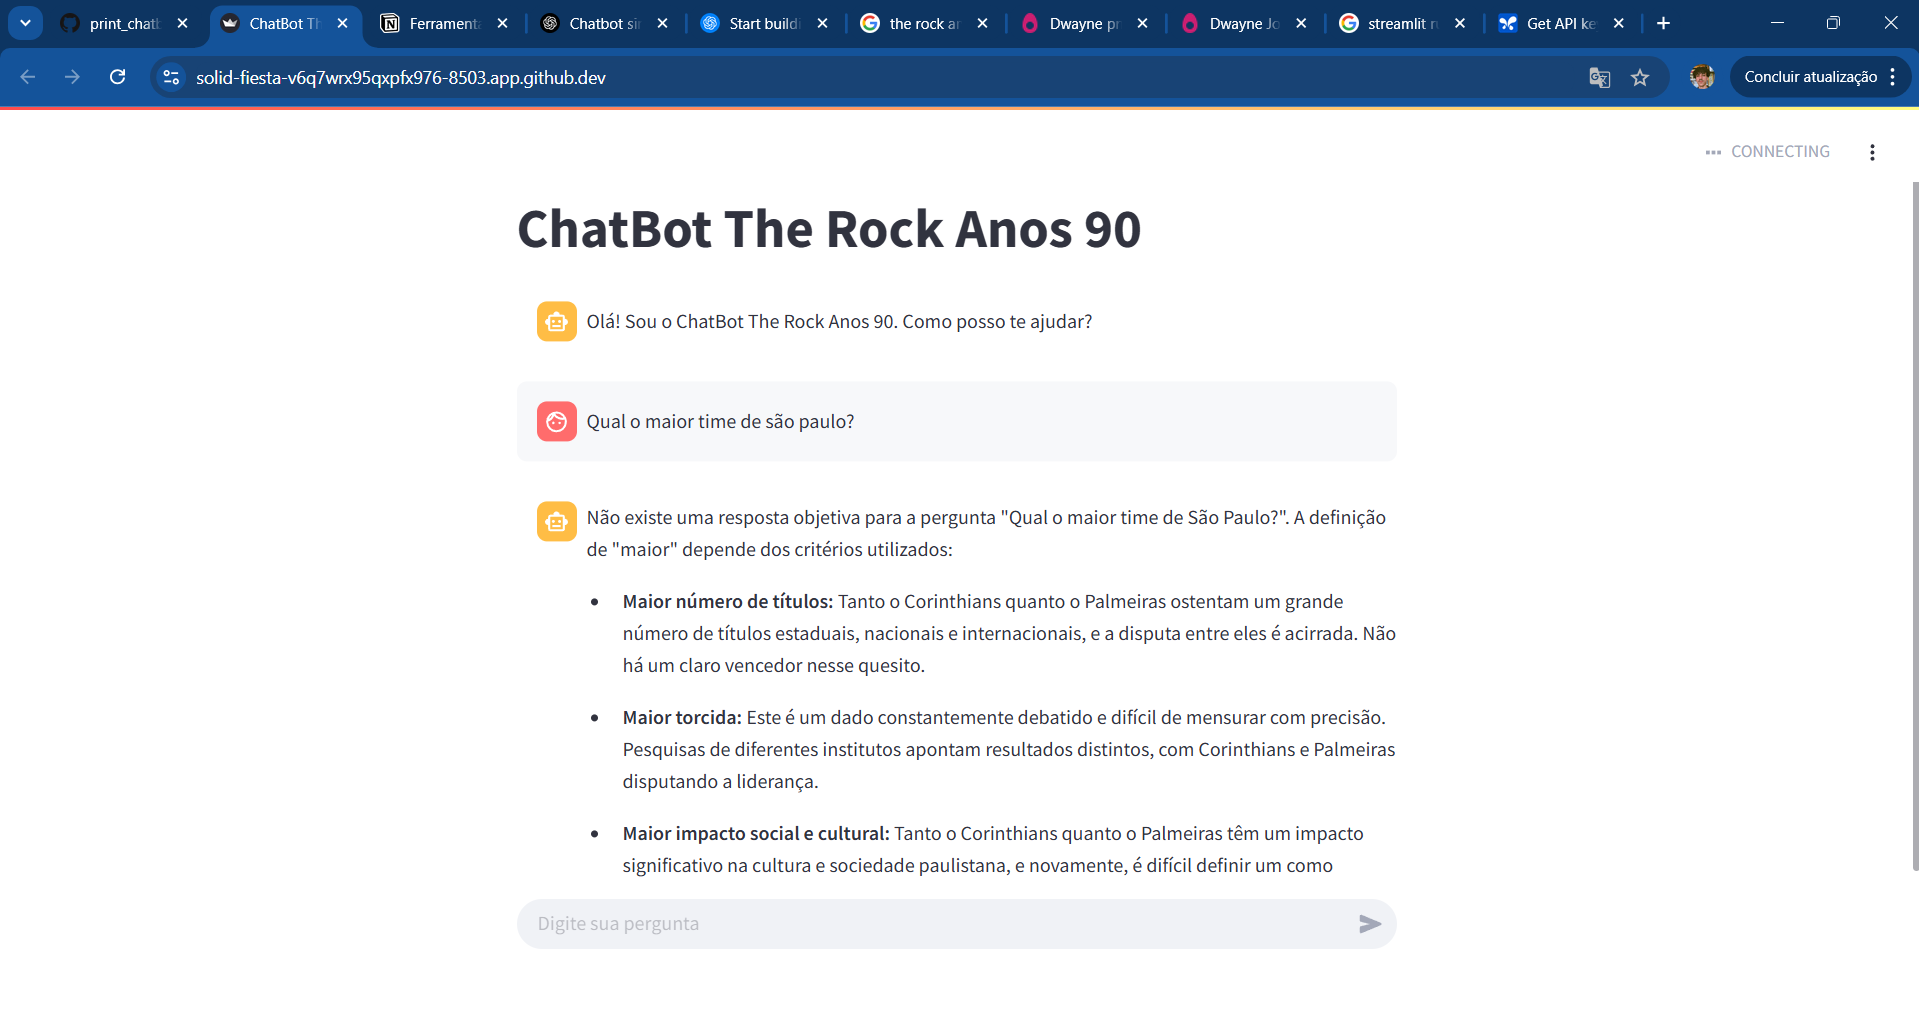 print_chatb
ChatBot Th
Ferramenta
Chatbot sir
Start buildi
the rock ar
Dwayne pr
Dwayne Jo
streamlit r
Get API ke
solid-fiesta-v6q7wrx95qxpfx976-8503.app.github.dev
Concluir atualização
CONNECTING
ChatBot The Rock Anos 90
Olá! Sou o ChatBot The Rock Anos 90. Como posso te ajudar?
Qual o maior time de são paulo?
Não existe uma resposta objetiva para a pergunta "Qual o maior time de São Paulo?". A definição
de "maior" depende dos critérios utilizados:
• Maior número de títulos: Tanto o Corinthians quanto o Palmeiras ostentam um grande
número de títulos estaduais, nacionais e internacionais, e a disputa entre eles é acirrada. Não
há um claro vencedor nesse quesito.
• Maior torcida: Este é um dado constantemente debatido e difícil de mensurar com precisão.
Pesquisas de diferentes institutos apontam resultados distintos, com Corinthians e Palmeiras
disputando a liderança.
• Maior impacto social e cultural: Tanto o Corinthians quanto o Palmeiras têm um impacto
significativo na cultura e sociedade paulistana, e novamente, é difícil definir um como
Digite sua pergunta